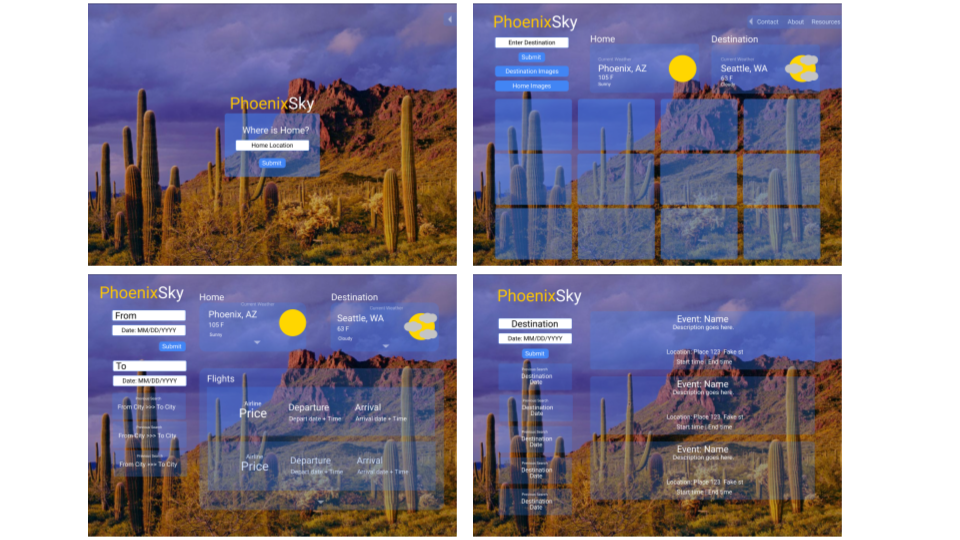 PhoenixSky
Where is Home?
Home Location
Submit
PhoenixSky
Contact About Resources
Enter Destination
Submit
Destination Images
Home Images
Home
Current Weather
Phoenix, AZ
105 F
Sunny
Destination
Current Weather
Seattle, WA
63 F
Cloudy
PhoenixSky
From
Date: MM/DD/YYYY
Submit
To
Date: MM/DD/YYYY
Previous Search
From City >>> To City
Previous Search
From City >>> To City
Previous Search
From City >>> To City
Home
Current Weather
Phoenix, AZ
105 F
Sunny
Destination
Current Weather
Seattle, WA
63 F
Cloudy
Flights
Airline
Price
Departure
Depart date + Time
Arrival
Arrival date + Time
Airline
Price
Departure
Depart date + Time
Arrival
Arrival date + Time
PhoenixSky
Destination
Date: MM/DD/YYYY
Submit
Previous Search
Destination
Date
Previous Search
Destination
Date
Previous Search
Destination
Date
Previous Search
Destination
Date
Previous Search
Destination
Date
Event: Name
Description goes here.
Location: Place 123 Fake st
Start time : End time
Event: Name
Description goes here.
Location: Place 123 Fake st
Start time : End time
Event: Name
Description goes here.
Location: Place 123 Fake st
Start time : End time